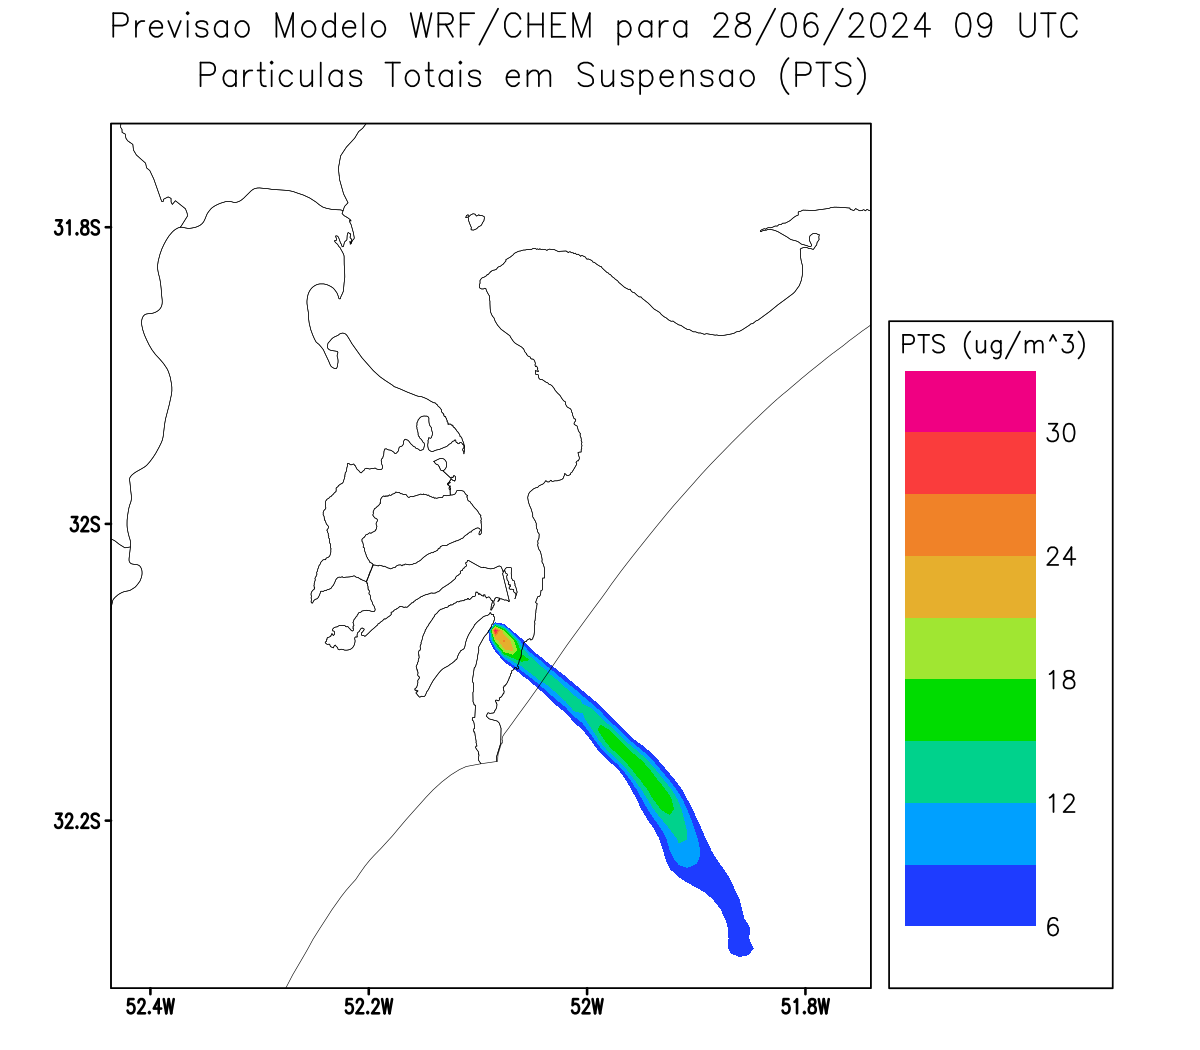 Previsao Modelo WRF/CHEM para 28/06/2024 09 UTC
Particulas Totais em Suspensao (PTS)
31.8S
32S
32.2S
52.4W
52.2W
52W
51.8W
PTS (ug/m^3)
30
24
18
12
6